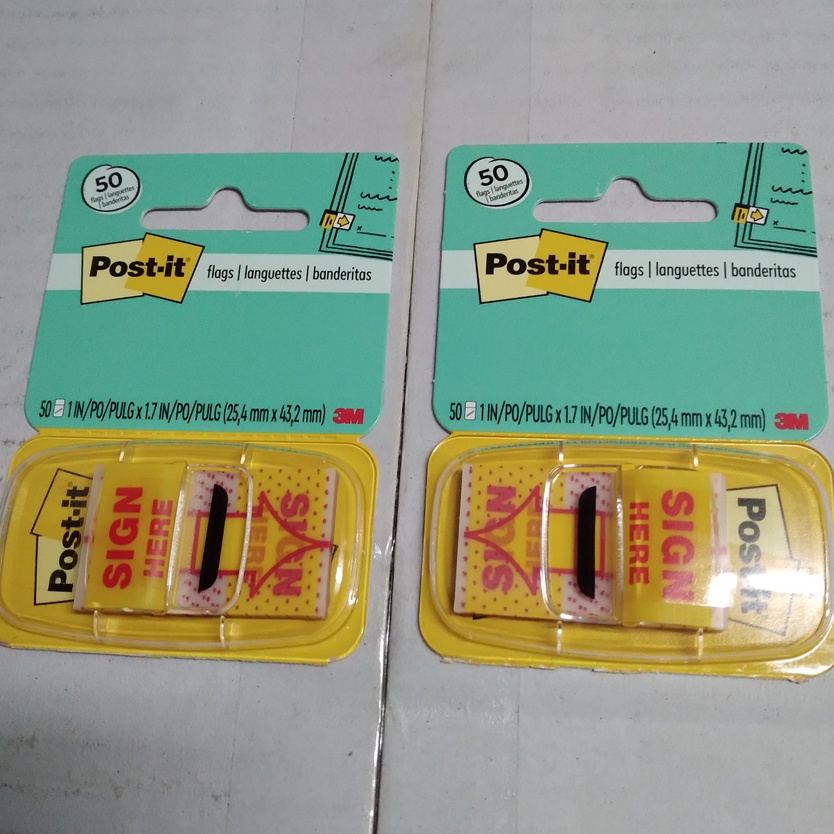 50
flags | languettes
| banderitas
Post-it
flags | languettes | banderitas
50 1 IN/PO/PULG x 1.7 IN/PO/PULG (25,4 mm x 43,2 mm) 3M
Post-it
SIGN
HERE
SIGN
HERE
50
flags | languettes
banderitas
Post-it
flags | languettes | banderitas
50 1 IN/PO/PULG x 1.7 IN/PO/PULG (25,4 mm x 43,2 mm) 3M
SIGN
HERE
SIGN
HERE
Post-it